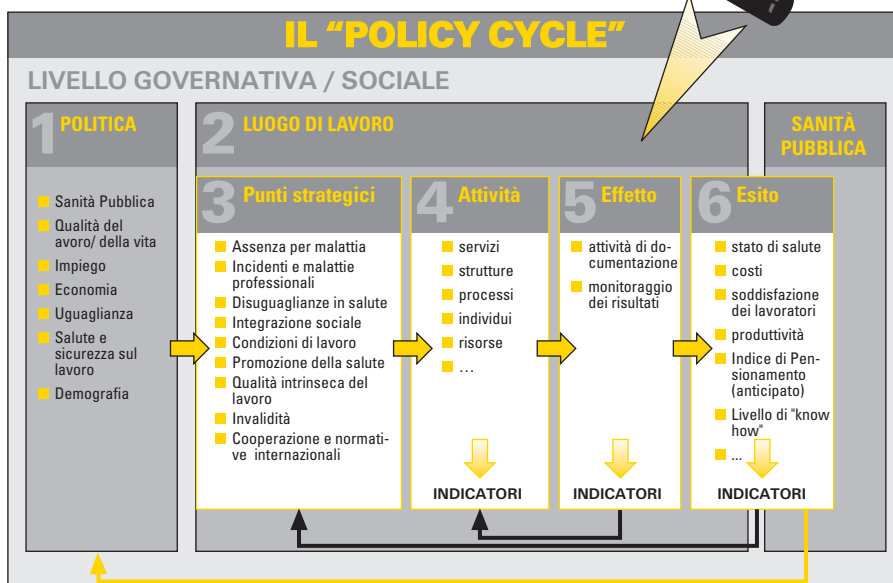 IL “POLICY CYCLE”
LIVELLO GOVERNATIVA / SOCIALE
1 POLITICA
Sanità Pubblica
Qualità del
avoro/ della vita
Impiego
Economia
Uguaglianza
Salute e
sicurezza sul
lavoro
Demografia
2 LUOGO DI LAVORO
3 Punti strategici
Assenza per malattia
Incidenti e malattie
professionali
Disuguaglianze in salute
Integrazione sociale
Condizioni di lavoro
Promozione della salute
Qualità intrinseca del
lavoro
Invalidità
Cooperazione e normati-
ve internazionali
4 Attività
servizi
strutture
processi
individui
risorse
…
INDICATORI
5 Effetto
attività di do-
cumentazione
monitoraggio
dei risultati
INDICATORI
6 Esito
stato di salute
costi
soddisfazione
dei lavoratori
produttività
Indice di Pen-
sionamento
(anticipato)
Livello di "know
how"
...
INDICATORI
SANITÀ
PUBBLICA